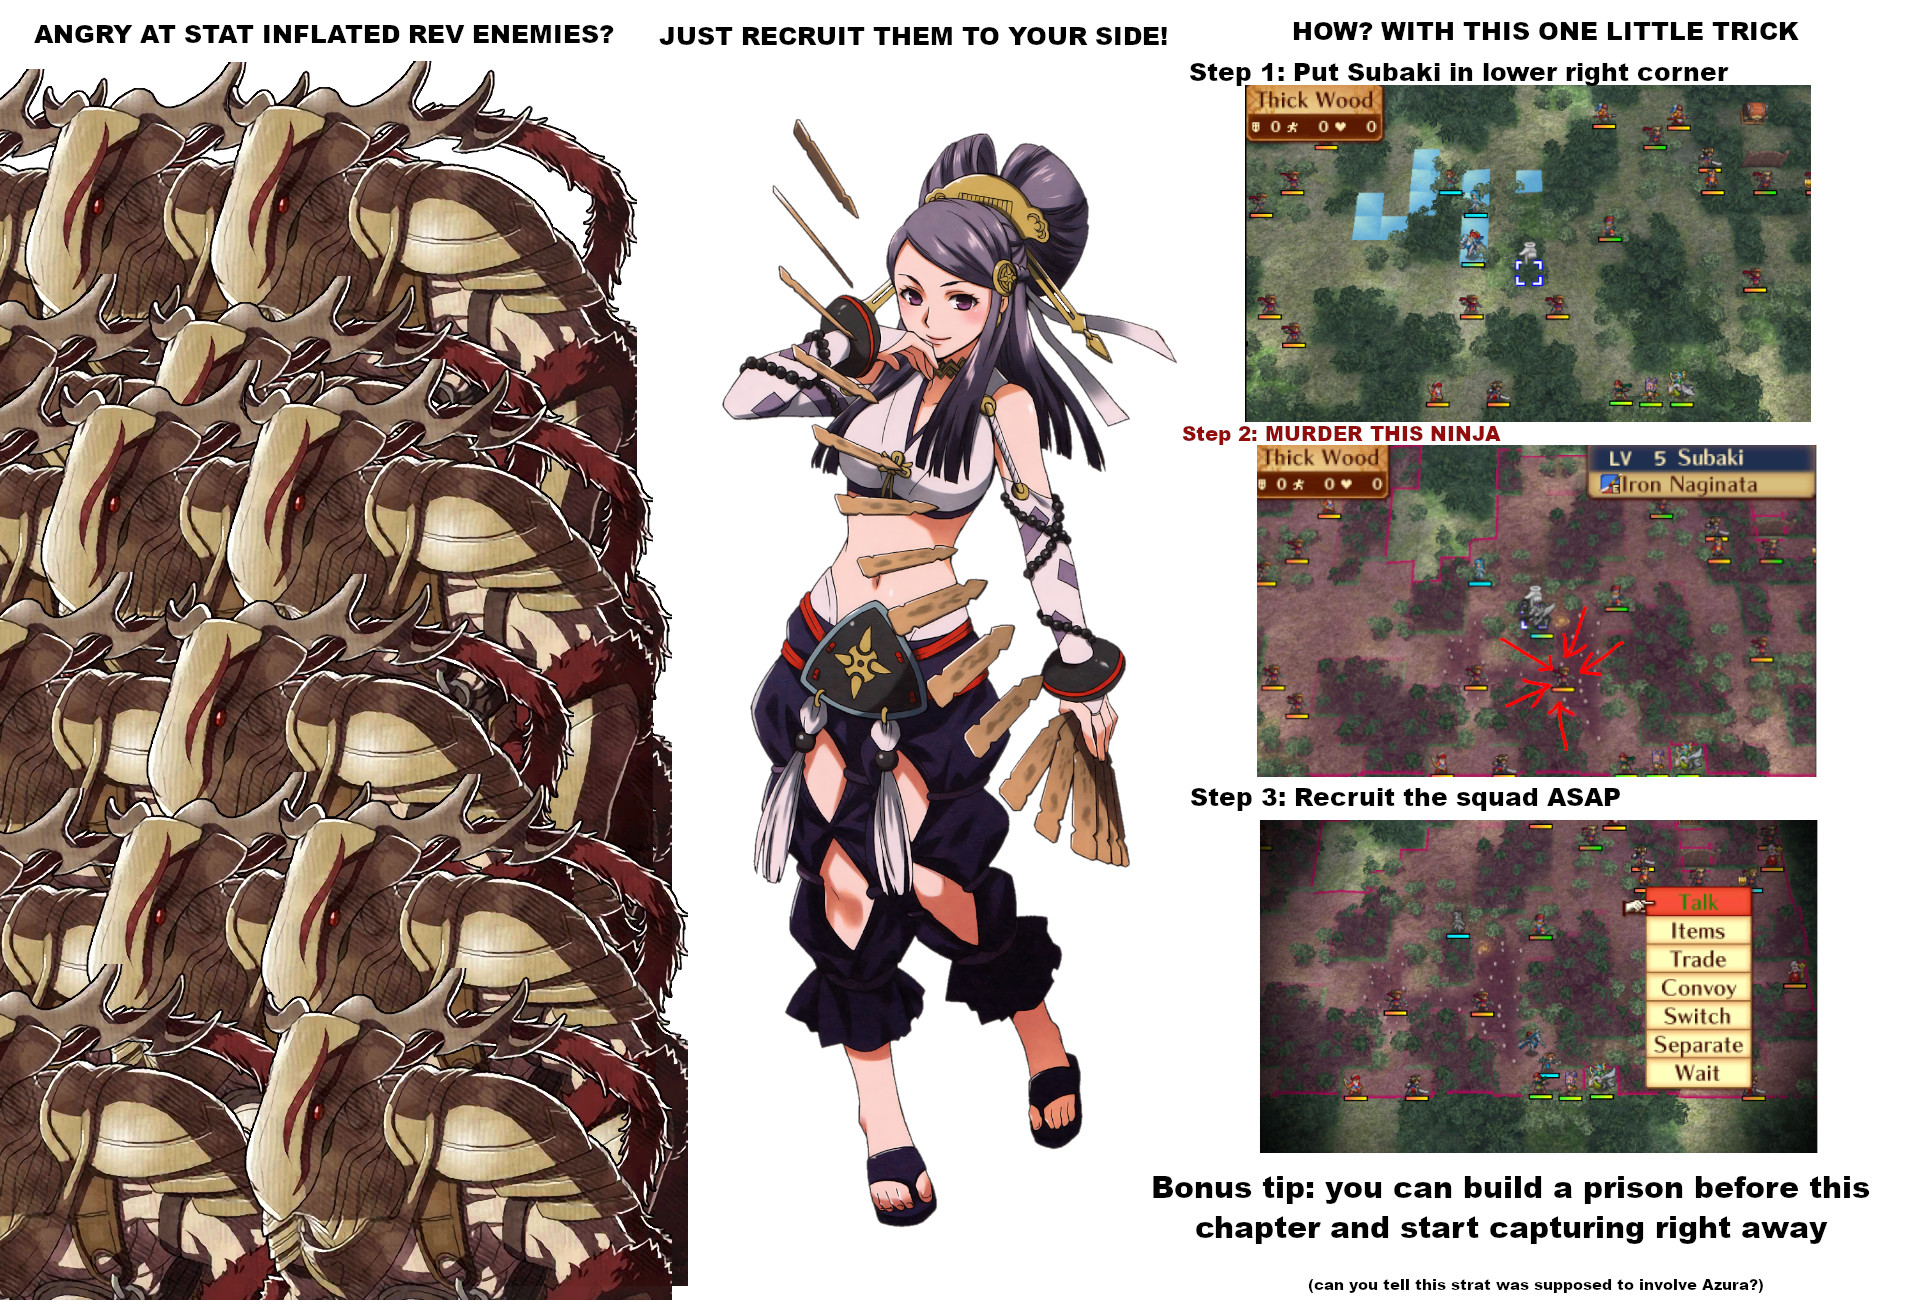 ANGRY AT STAT INFLATED REV ENEMIES?
JUST RECRUIT THEM TO YOUR SIDE!
HOW? WITH THIS ONE LITTLE TRICK
Step 1: Put Subaki in lower right corner
Thick Wood
0 0 0
Step 2: MURDER THIS NINJA
Thick Wood
0 0 0
LV 5 Subaki
Iron Naginata
Step 3: Recruit the squad ASAP
Talk
Items
Trade
Convoy
Switch
Separate
Wait
Bonus tip: you can build a prison before this
chapter and start capturing right away
(can you tell this strat was supposed to involve Azura?)